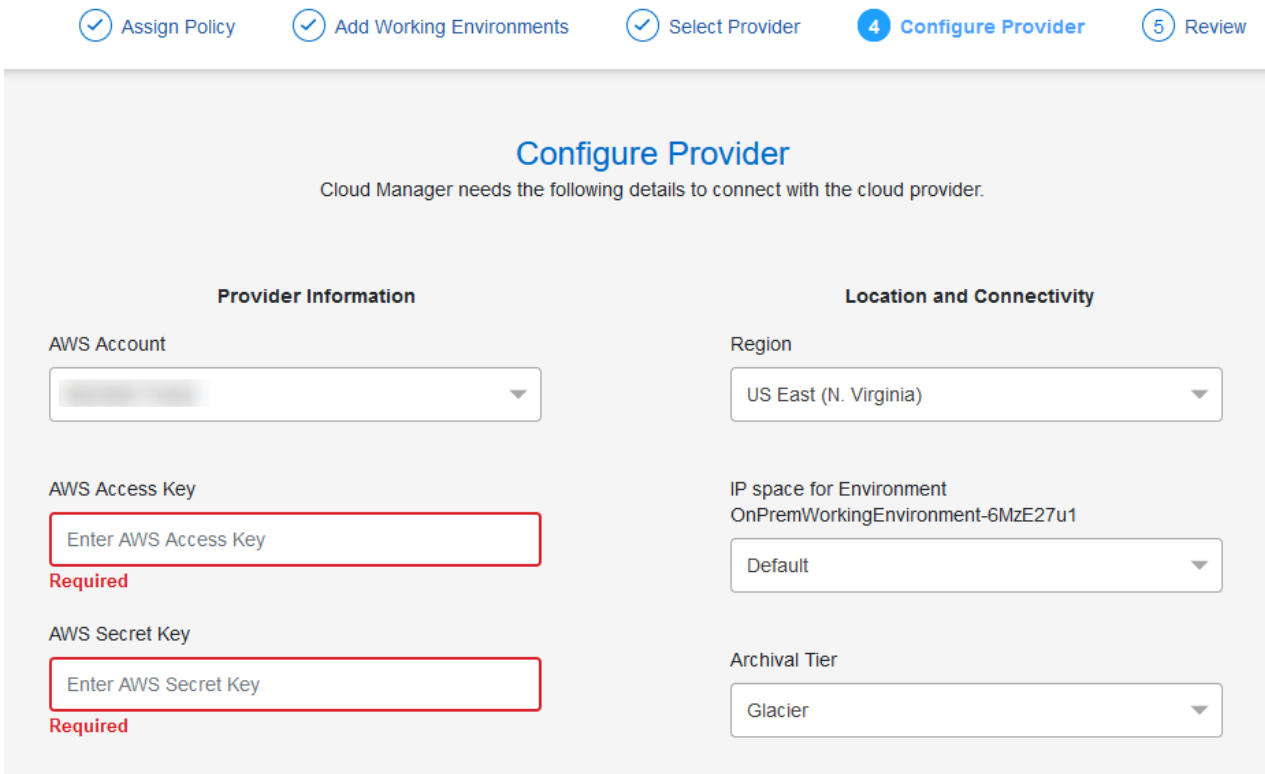 Assign Policy
Add Working Environments
Select Provider
4 Configure Provider
5 Review
Configure Provider
Cloud Manager needs the following details to connect with the cloud provider.
Provider Information
AWS Account
AWS Access Key
Enter AWS Access Key
Required
AWS Secret Key
Enter AWS Secret Key
Required
Location and Connectivity
Region
US East (N. Virginia)
IP space for Environment
OnPremWorkingEnvironment-6MzE27u1
Default
Archival Tier
Glacier